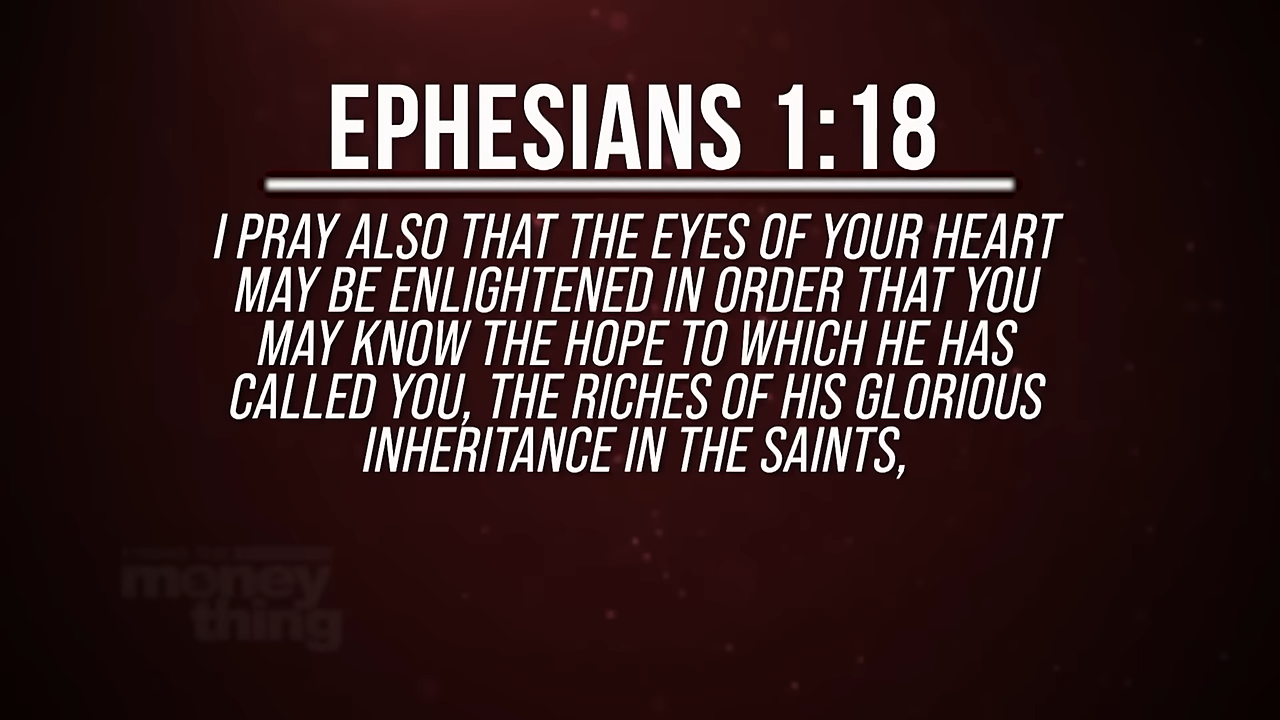 EPHESIANS 1:18
I PRAY ALSO THAT THE EYES OF YOUR HEART
MAY BE ENLIGHTENED IN ORDER THAT YOU
MAY KNOW THE HOPE TO WHICH HE HAS
CALLED YOU, THE RICHES OF HIS GLORIOUS
INHERITANCE IN THE SAINTS,
money
thing